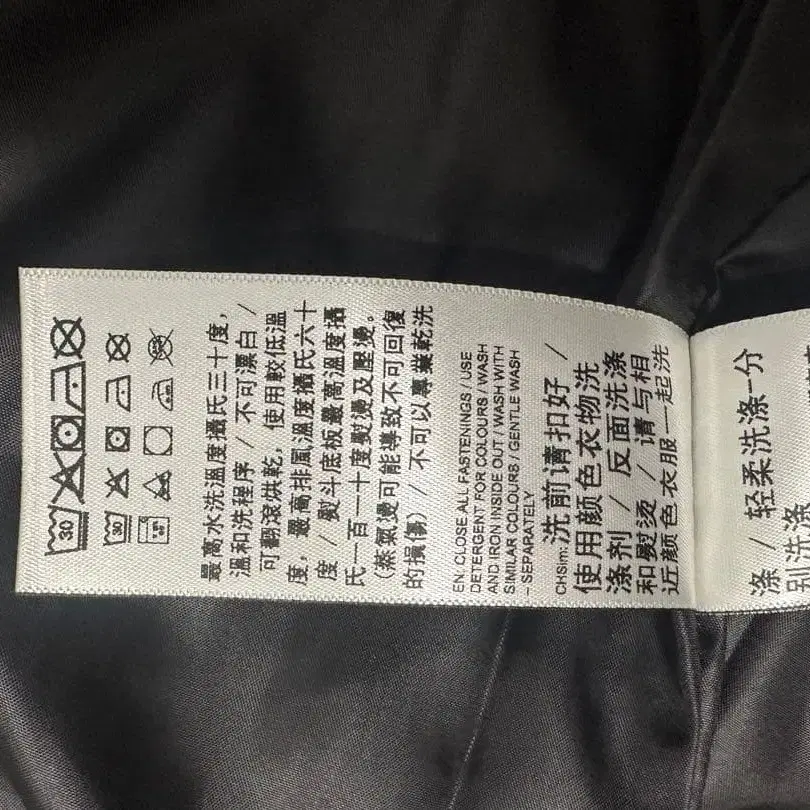 30
30
最高水洗溫度攝氏三十度，
溫和洗程序 / 不可漂白 /
可翻滾烘乾，使用較低溫
度，最高排風溫度攝氏六十
度 / 熨斗底板最高溫度攝
氏一百一十度熨燙及壓燙。
(蒸氣燙可能導致不可回復
的損傷) // 不可以專業乾洗
EN: CLOSE ALL FASTENINGS / USE
DETERGENT FOR COLOURS / WASH
AND IRON INSIDE OUT / WASH WITH
SIMILAR COLOURS / GENTLE WASH
- SEPARATELY
CHSim: 洗前请扣好 /
使用颜色衣物洗
涤剂 / 反面洗涤
和熨烫 / 请与相
近颜色衣服一起洗
涤 / 轻柔洗涤-分
别洗涤